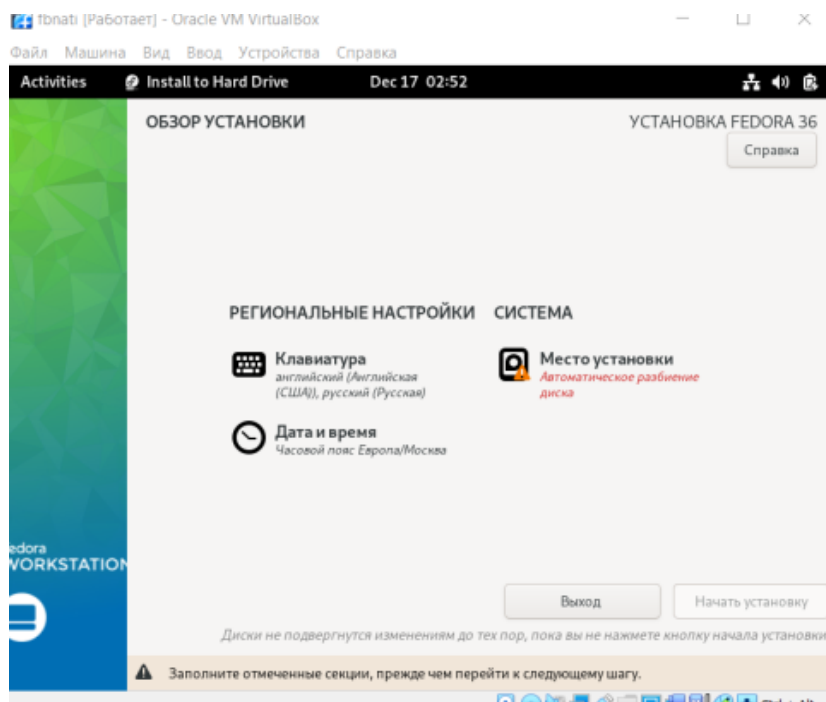 fbnati [Работает] - Oracle VM VirtualBox
Файл Машина Вид Ввод Устройства Справка
Activities Install to Hard Drive Dec 17 02:52
ОБЗОР УСТАНОВКИ
УСТАНОВКА FEDORA 36
Справка
РЕГИОНАЛЬНЫЕ НАСТРОЙКИ
Клавиатура
английский (Английская
(США)), русский (Русская)
Дата и время
Часовой пояс Европа/Москва
СИСТЕМА
Место установки
Автоматическое разбиение
диска
edora
WORKSTATION
Выход
Начать установку
Диски не подвергнутся изменениям до тех пор, пока вы не нажмете кнопку начала установки
Заполните отмеченные секции, прежде чем перейти к следующему шагу.